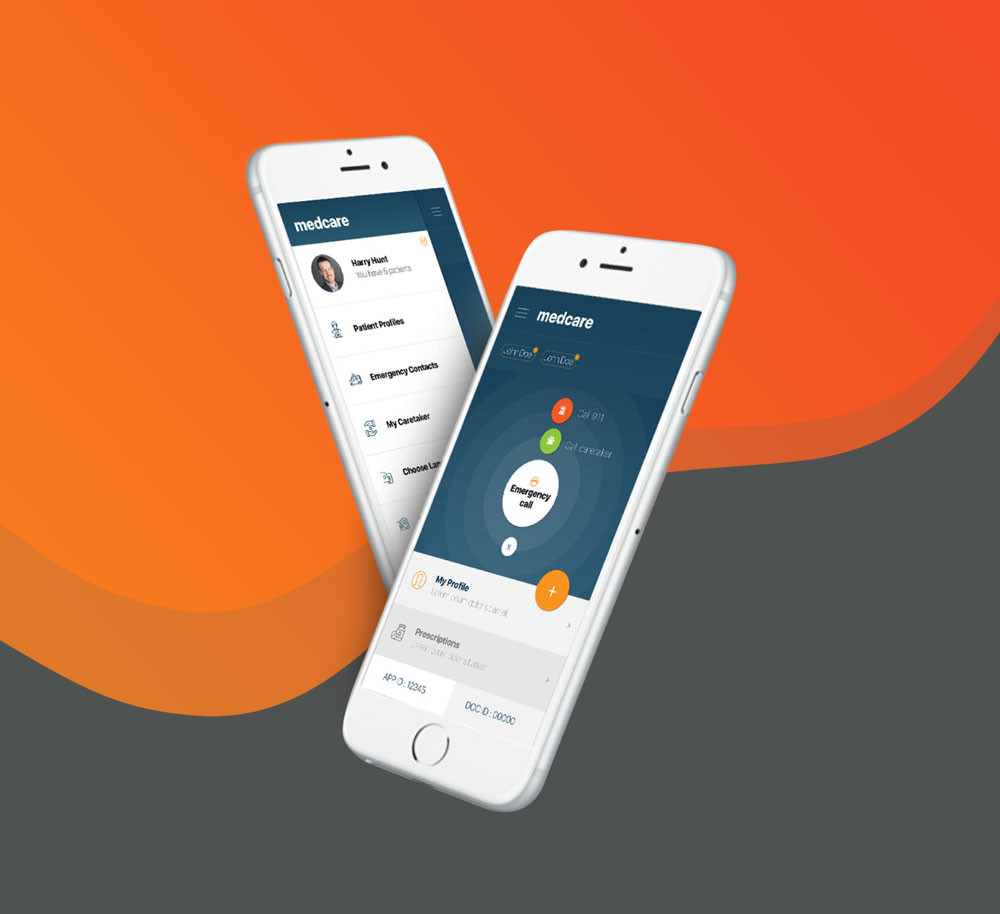 medcare
Harry Hunt
You have 5 patients
Patient Profiles
Emergency Contacts
My Caretaker
Choose Lan
medcare
John Doe
John Doe
Call 911
Call caretaker
Emergency
call
x
My Profile
Lorem ipsum dolor sit amet
Prescriptions
Lorem ipsum dolor sit amet
APP ID : 12345
DOC ID : 00000